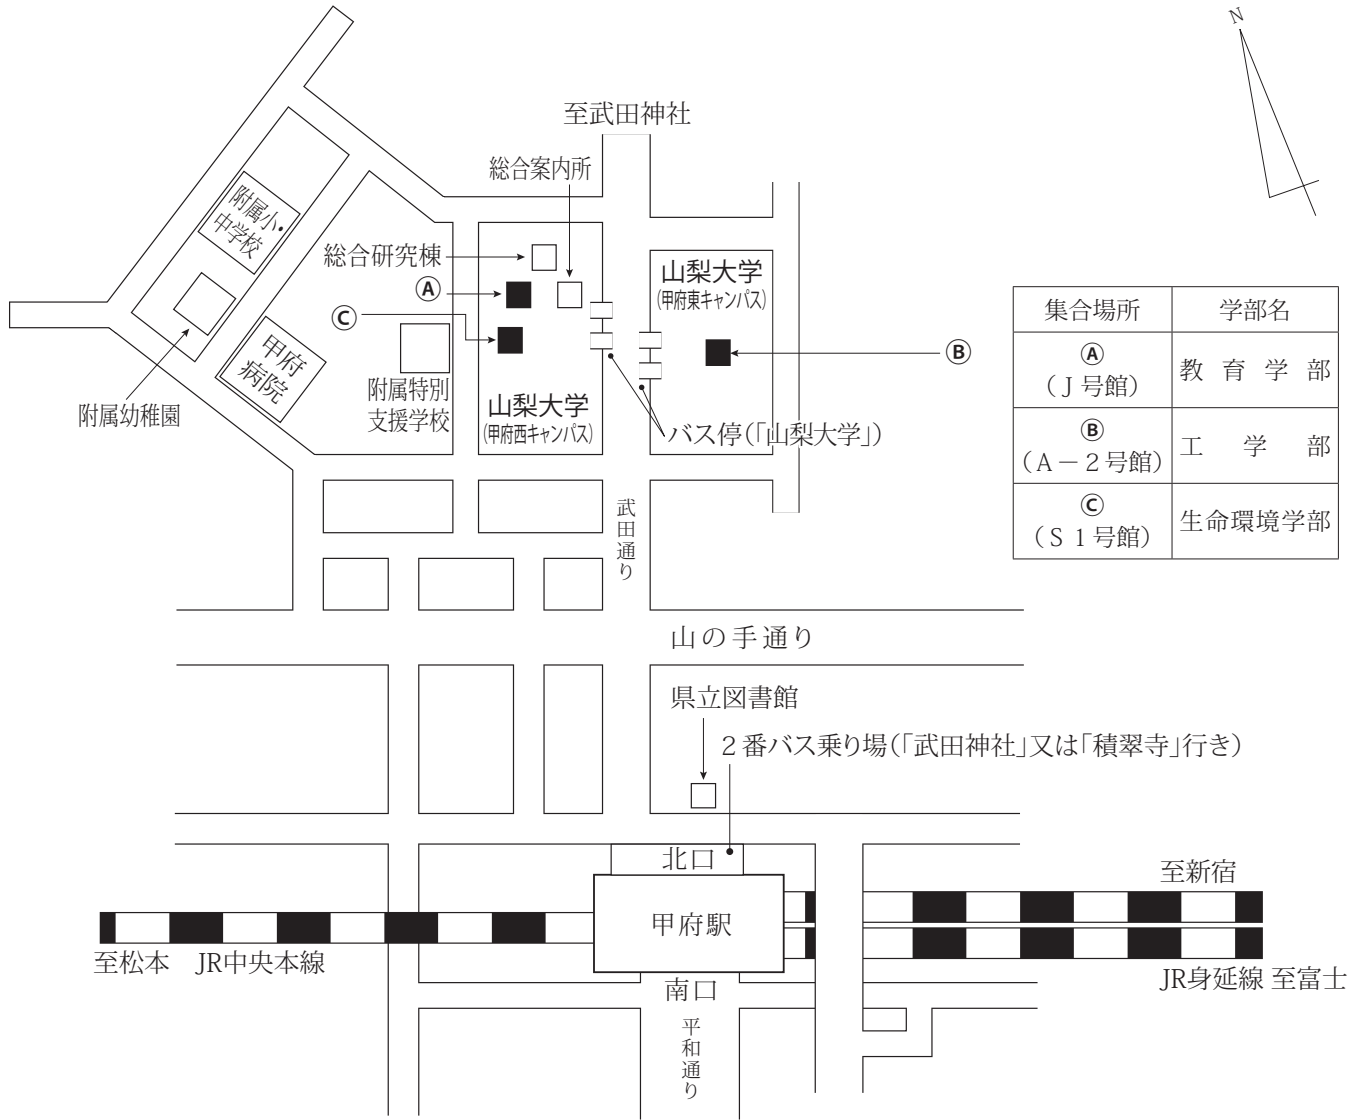 N
至武田神社
総合案内所
附属小・
中学校
総合研究棟
Ⓐ
Ⓒ
山梨大学
(甲府東キャンパス)
Ⓑ
甲府
病院
附属幼稚園
附属特別
支援学校
山梨大学
(甲府西キャンパス)
バス停(「山梨大学」)
集合場所 学部名
Ⓐ
(J号館) 教育学部
Ⓑ
(A-2号館) 工学部
Ⓒ
(S1号館) 生命環境学部
武田通り
山の手通り
県立図書館
2番バス乗り場(「武田神社」又は「積翠寺」行き)
北口
甲府駅
南口
至新宿
至松本 JR中央本線
JR身延線 至富士
平和通り